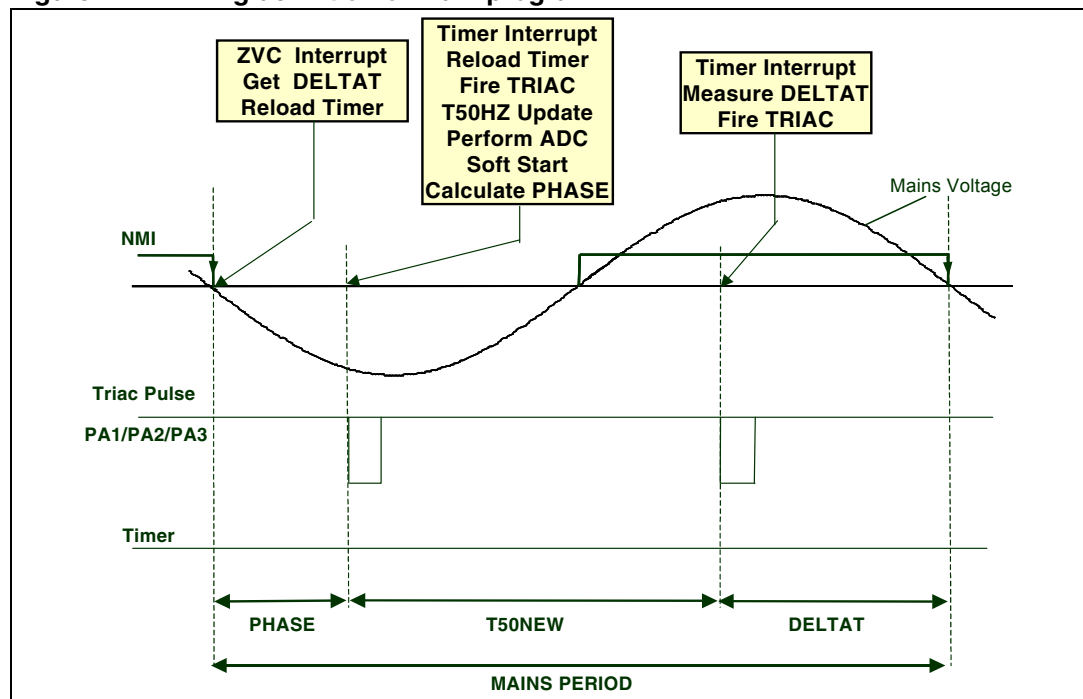 ZVC Interrupt
Get DELTAT
Reload Timer
Timer Interrupt
Reload Timer
Fire TRIAC
T50HZ Update
Perform ADC
Soft Start
Calculate PHASE
Timer Interrupt
Measure DELTAT
Fire TRIAC
Mains Voltage
NMI
Triac Pulse
PA1/PA2/PA3
Timer
PHASE
T50NEW
DELTAT
MAINS PERIOD